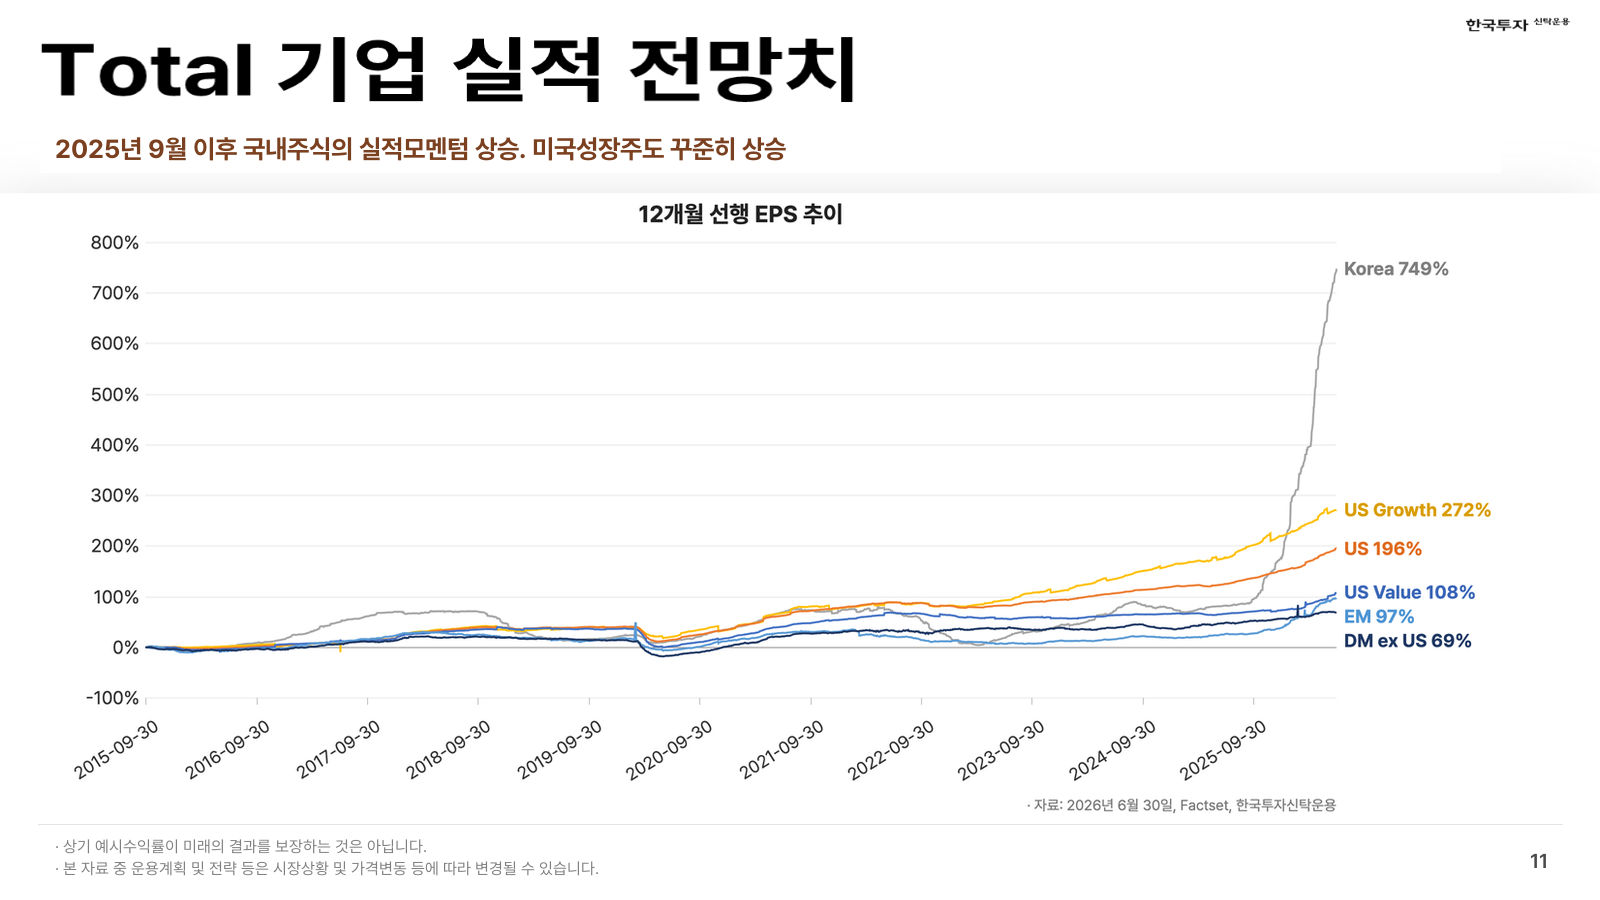 한국투자 신탁운용
Total 기업 실적 전망치
2025년 9월 이후 국내주식의 실적모멘텀 상승. 미국성장주도 꾸준히 상승
12개월 선행 EPS 추이
800%
700%
600%
500%
400%
300%
200%
100%
0%
-100%
Korea 749%
US Growth 272%
US 196%
US Value 108%
EM 97%
DM ex US 69%
2015-09-30
2016-09-30
2017-09-30
2018-09-30
2019-09-30
2020-09-30
2021-09-30
2022-09-30
2023-09-30
2024-09-30
2025-09-30
· 자료: 2026년 6월 30일, Factset, 한국투자신탁운용
· 상기 예시수익률이 미래의 결과를 보장하는 것은 아닙니다.
· 본 자료 중 운용계획 및 전략 등은 시장상황 및 가격변동 등에 따라 변경될 수 있습니다.
11